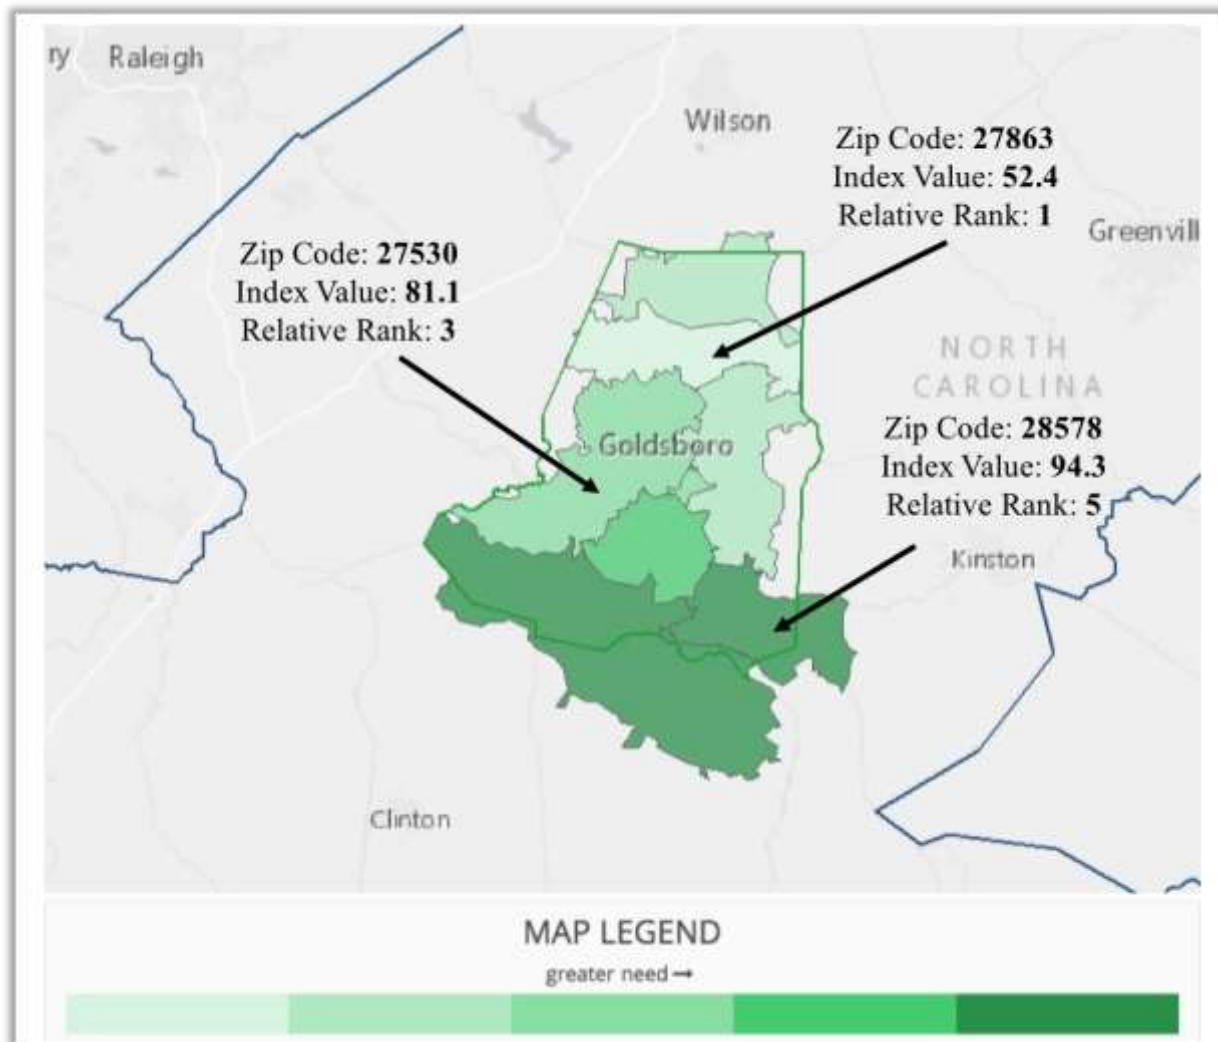 ry
Raleigh
Wilson
Zip Code: 27863
Index Value: 52.4
Relative Rank: 1
Greenvill
Zip Code: 27530
Index Value: 81.1
Relative Rank: 3
NORTH
CAROLINA
Zip Code: 28578
Index Value: 94.3
Relative Rank: 5
Goldsboro
Kinston
Clinton
MAP LEGEND
greater need →